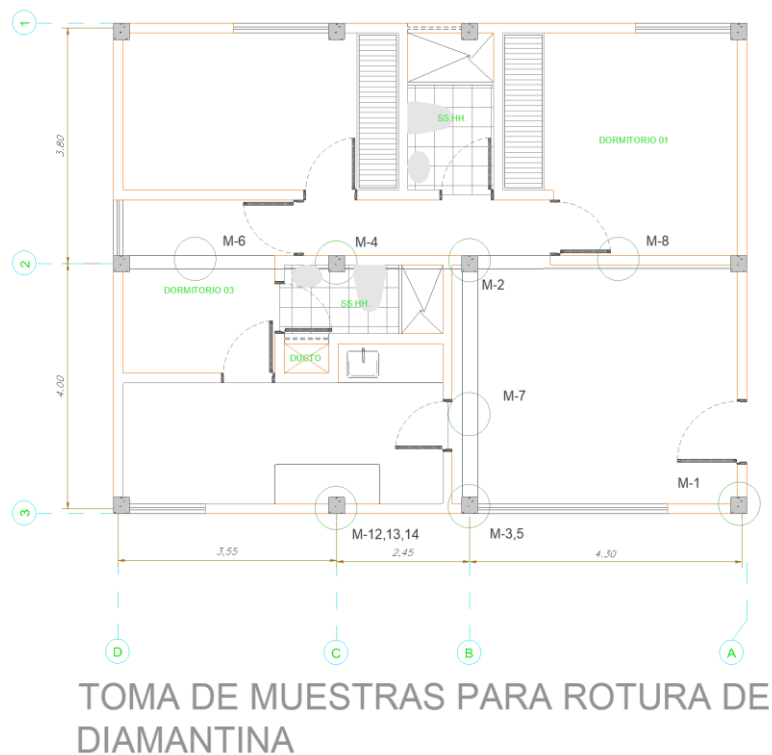 1
SS.HH.
DORMITORIO 01
3.80
M-6
M-4
M-8
2
M-2
DORMITORIO 03
SS.HH.
DUCTO
4.00
M-7
M-1
3
M-12,13,14
M-3,5
3,55
2,45
4.30
D
C
B
A
TOMA DE MUESTRAS PARA ROTURA DE
DIAMANTINA